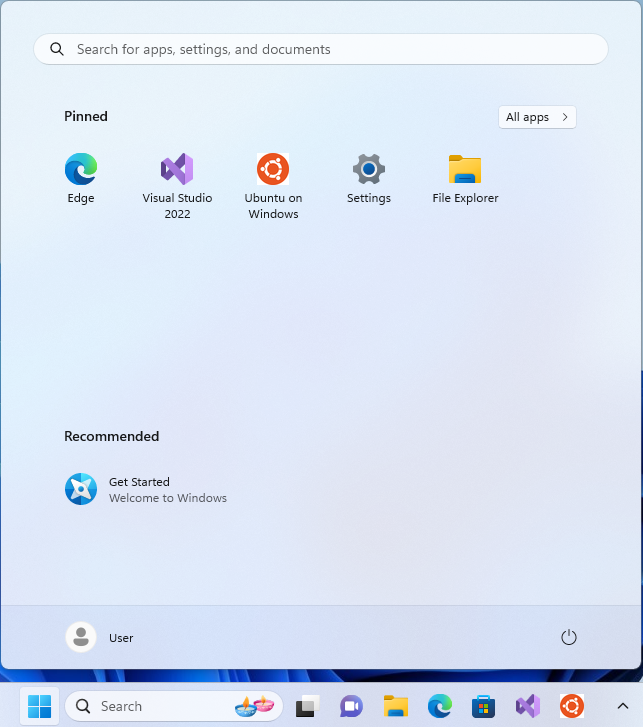 Search for apps, settings, and documents
Pinned
All apps
Edge
Visual Studio
2022
Ubuntu on
Windows
Settings
File Explorer
Recommended
Get Started
Welcome to Windows
User
Search